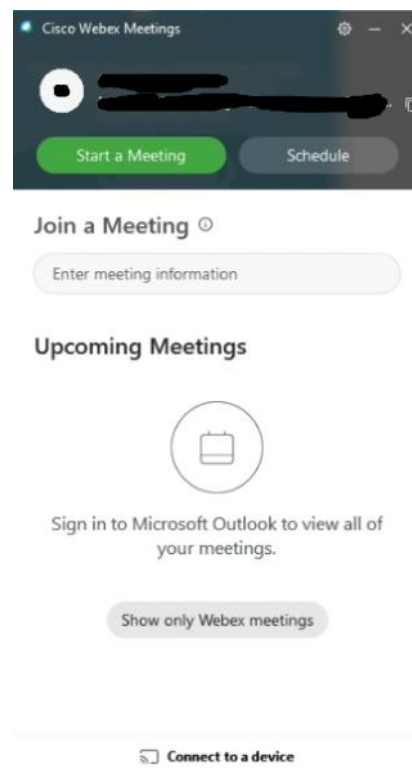 Cisco Webex Meetings
Start a Meeting
Schedule
Join a Meeting
Enter meeting information
Upcoming Meetings
Sign in to Microsoft Outlook to view all of
your meetings.
Show only Webex meetings
Connect to a device